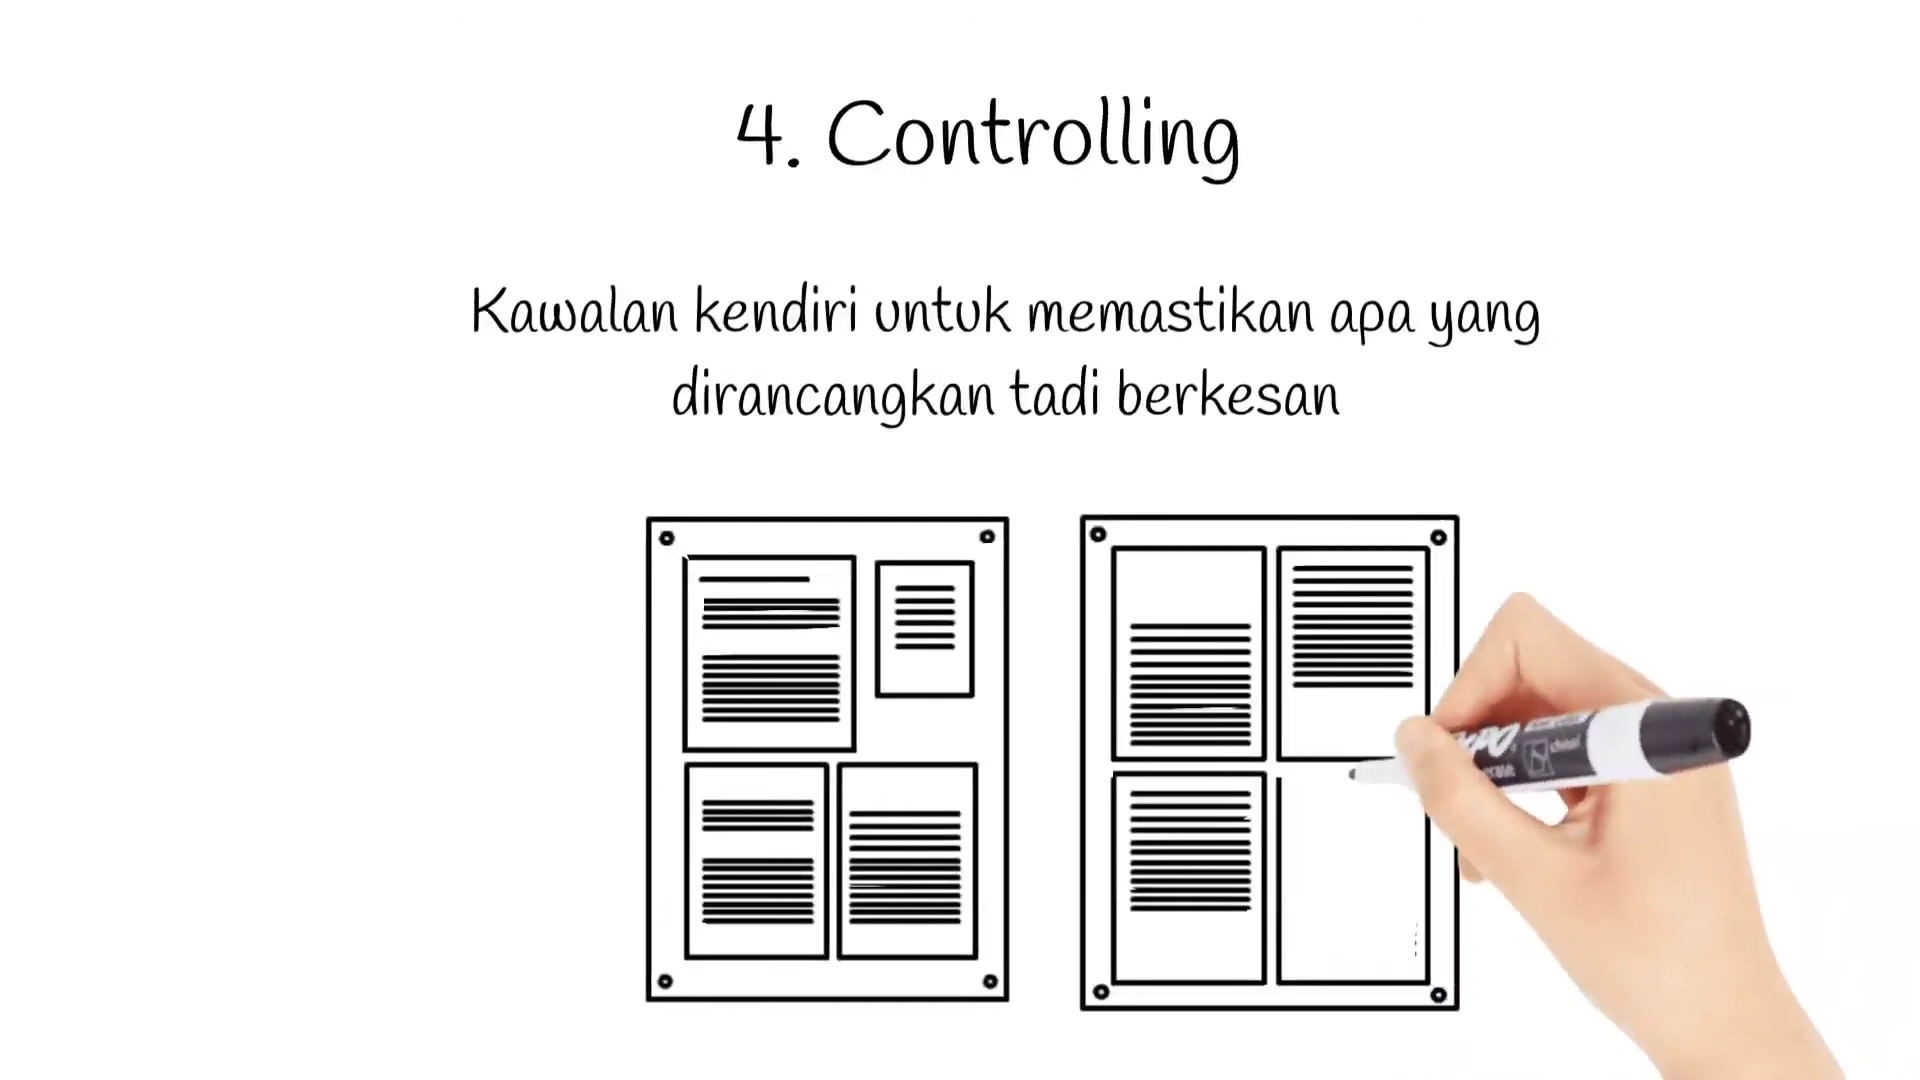 4. Controlling
Kawalan kendiri untuk memastikan apa yang
dirancangkan tadi berkesan